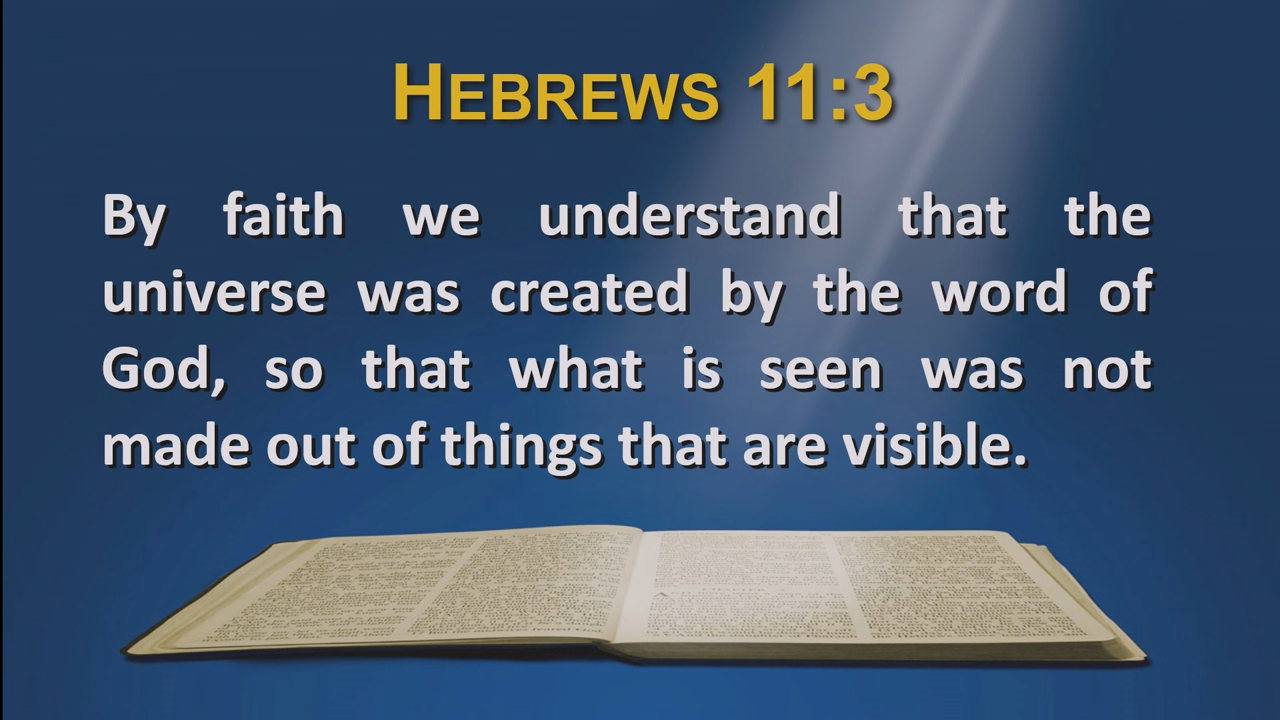 HEBREWS 11:3
By faith we understand that the
universe was created by the word of
God, so that what is seen was not
made out of things that are visible.